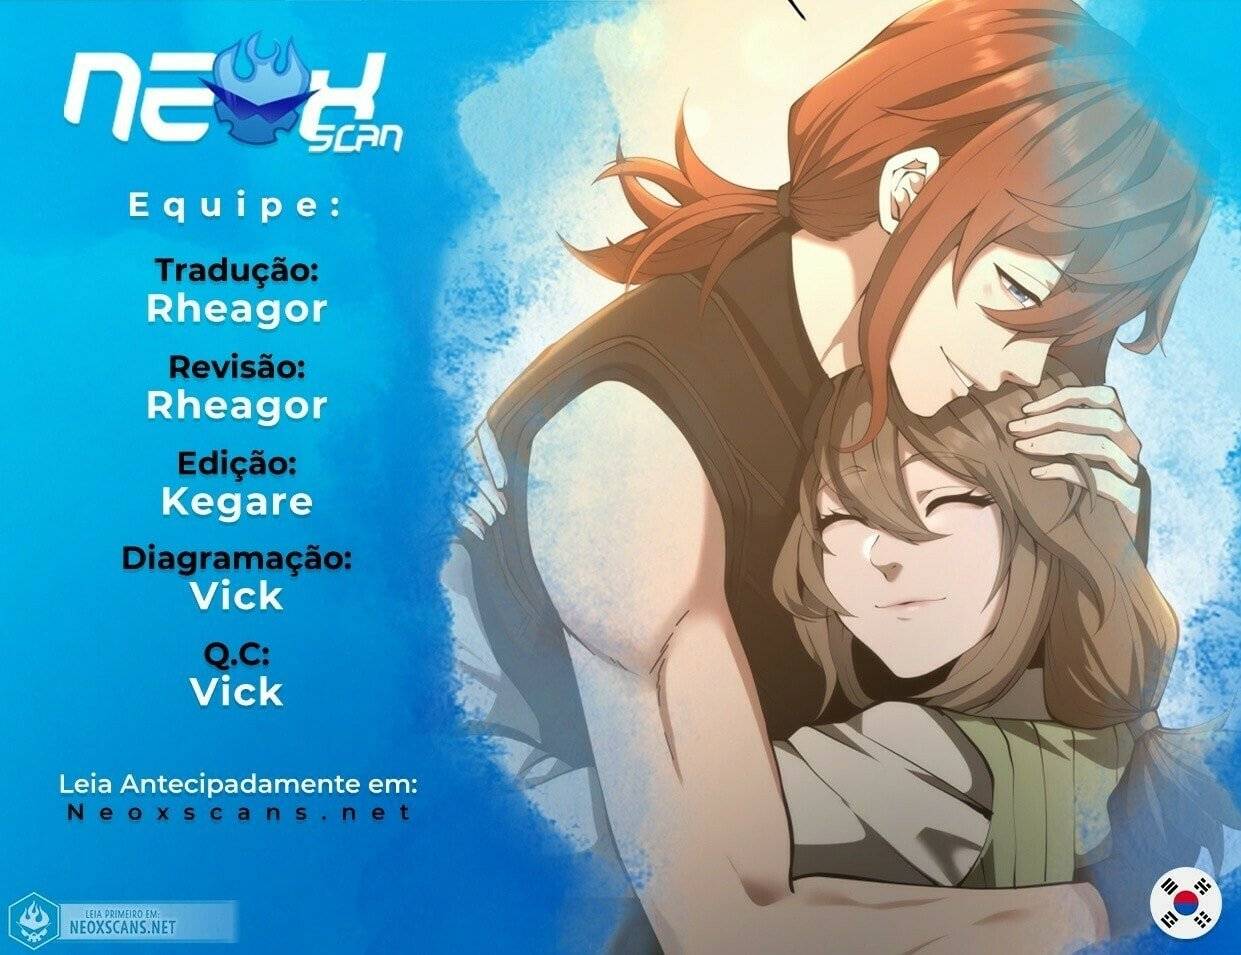 NEOX
SCAN
Equipe:
Tradução:
Rheagor
Revisão:
Rheagor
Edição:
Kegare
Diagramação:
Vick
Q.C:
Vick
Leia Antecipadamente em:
Neoxscans.net
LEIA PRIMEIRO EM:
NEOXSCANS.NET